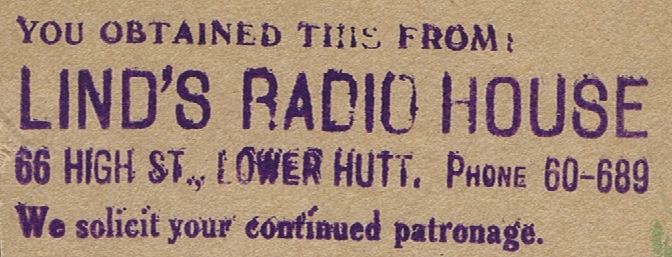 YOU OBTAINED THIS FROM:
LIND'S RADIO HOUSE
66 HIGH ST., LOWER HUTT. PHONE 60-689
We solicit your continued patronage.